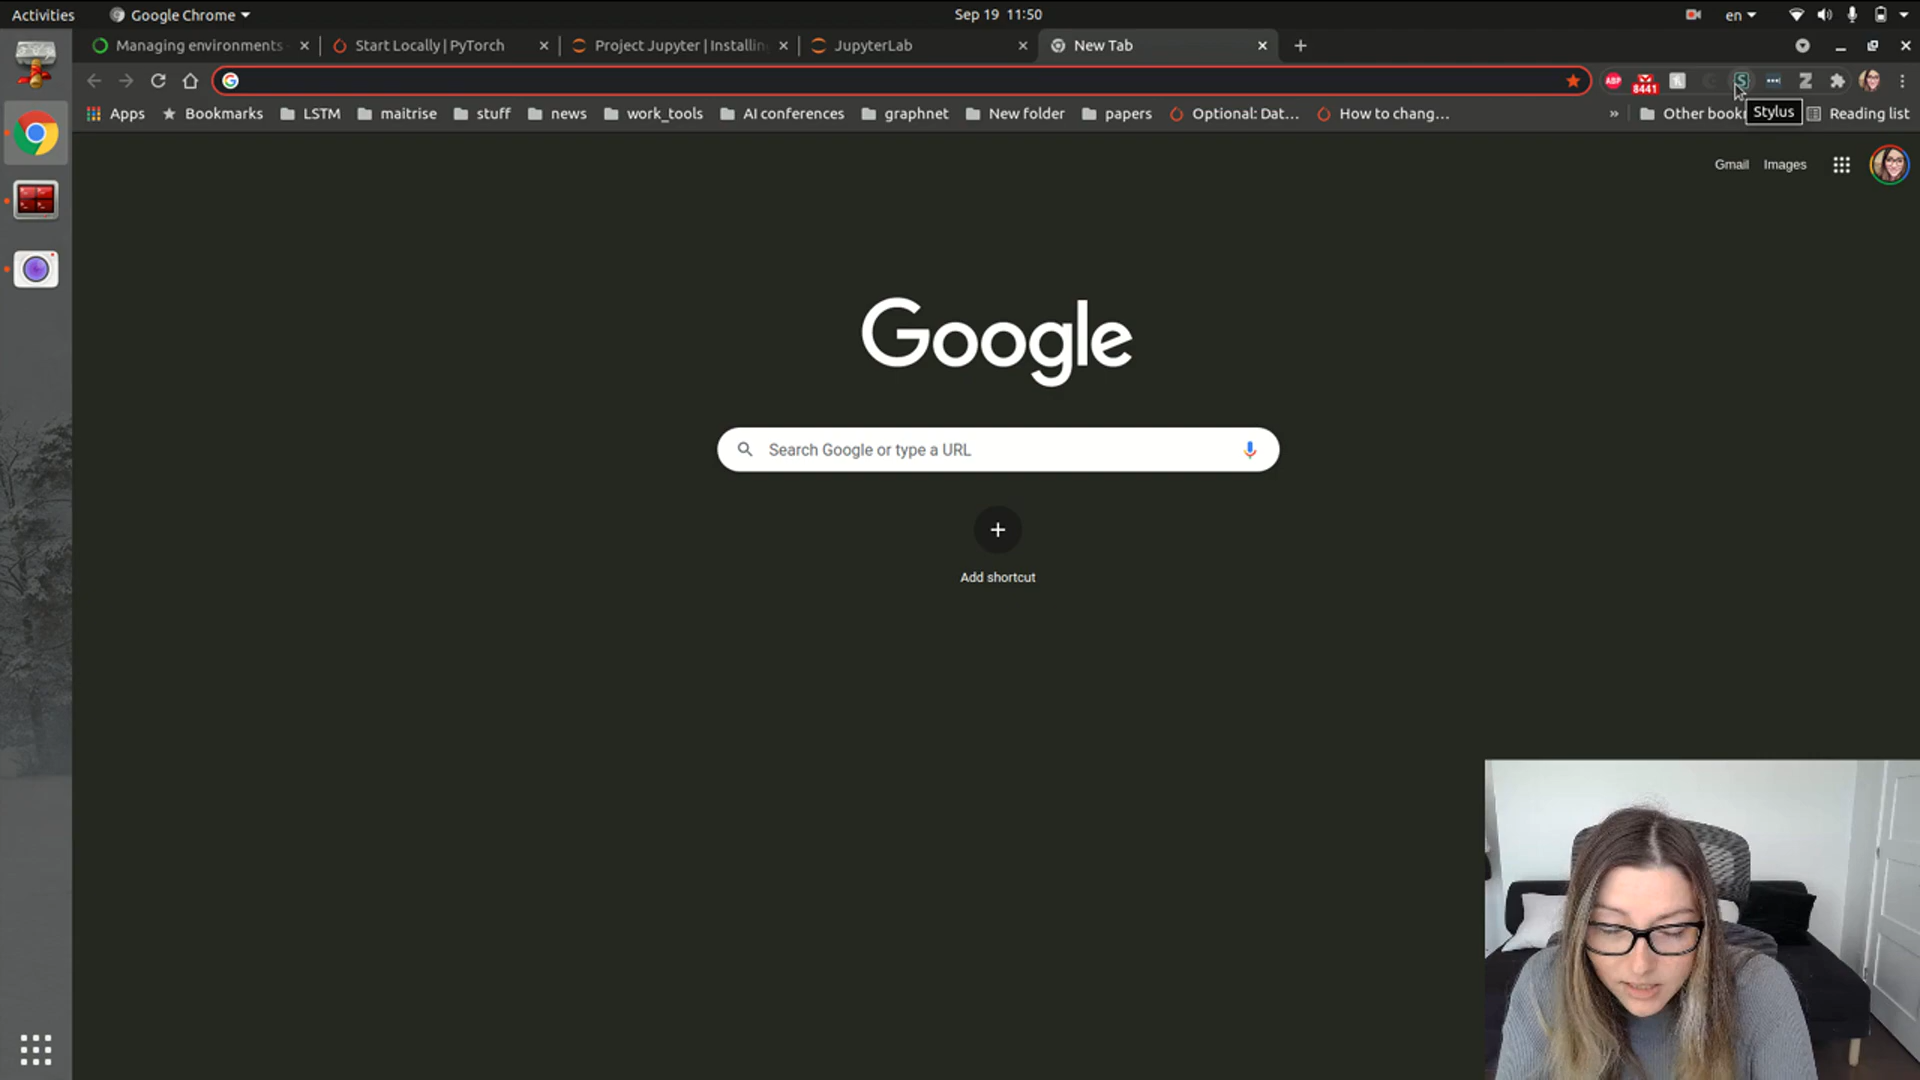 Activities Google Chrome Sep 19 11:50 en
Managing environments Start Locally | PyTorch Project Jupyter | Installin JupyterLab New Tab
ABP 8441 S Z
Apps Bookmarks LSTM maitrise stuff news work_tools AI conferences graphnet New folder papers Optional: Dat... How to chang... » Other book Stylus Reading list
Gmail Images
Google
Search Google or type a URL
Add shortcut